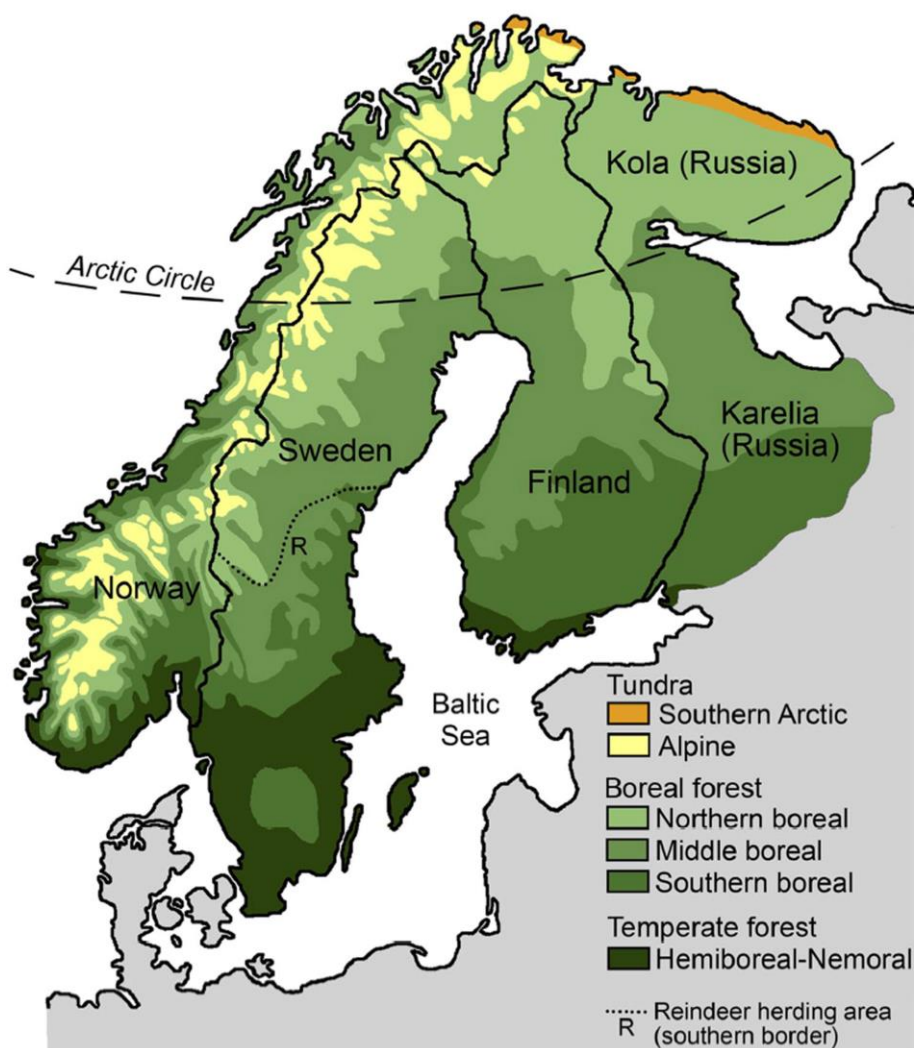 Kola (Russia)
Arctic Circle
Karelia
(Russia)
Sweden
Finland
R
Norway
Baltic
Sea
Tundra
Southern Arctic
Alpine
Boreal forest
Northern boreal
Middle boreal
Southern boreal
Temperate forest
Hemiboreal-Nemoral
Reindeer herding area
R (southern border)